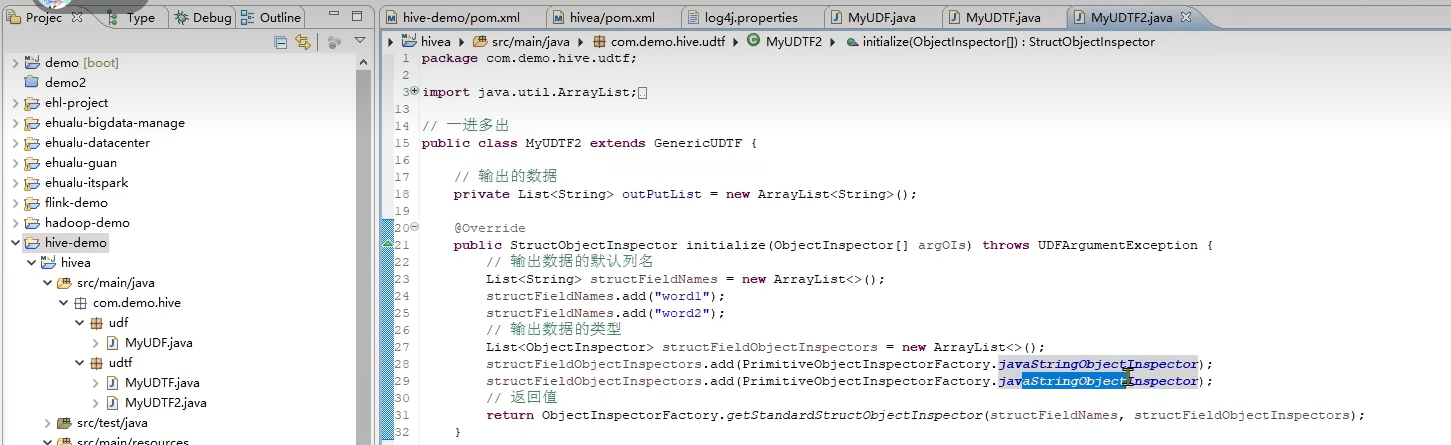 Projec Type Debug Outline
hive-demo/pom.xml hivea/pom.xml log4j.properties MyUDF.java MyUDTF.java MyUDTF2.java
hivea src/main/java com.demo.hive.udtf MyUDTF2 initialize(ObjectInspector[]) : StructObjectInspector
demo [boot]
demo2
ehl-project
ehualu-bigdata-manage
ehualu-datacenter
ehualu-guan
ehualu-itspark
flink-demo
hadoop-demo
hive-demo
hivea
src/main/java
com.demo.hive
udf
MyUDF.java
udtf
MyUDTF.java
MyUDTF2.java
src/test/java
src/main/resources
1 package com.demo.hive.udtf;
2
3 import java.util.ArrayList;
13
14 // 一进多出
15 public class MyUDTF2 extends GenericUDTF {
16
17 // 输出的数据
18 private List<String> outPutList = new ArrayList<String>();
19
20 @Override
21 public StructObjectInspector initialize(ObjectInspector[] argOIs) throws UDFArgumentException {
22 // 输出数据的默认列名
23 List<String> structFieldNames = new ArrayList<>();
24 structFieldNames.add("word1");
25 structFieldNames.add("word2");
26 // 输出数据的类型
27 List<ObjectInspector> structFieldObjectInspectors = new ArrayList<>();
28 structFieldObjectInspectors.add(PrimitiveObjectInspectorFactory.javaStringObjectInspector);
29 structFieldObjectInspectors.add(PrimitiveObjectInspectorFactory.javaStringObjectInspector);
30 // 返回值
31 return ObjectInspectorFactory.getStandardStructObjectInspector(structFieldNames, structFieldObjectInspectors);
32 }